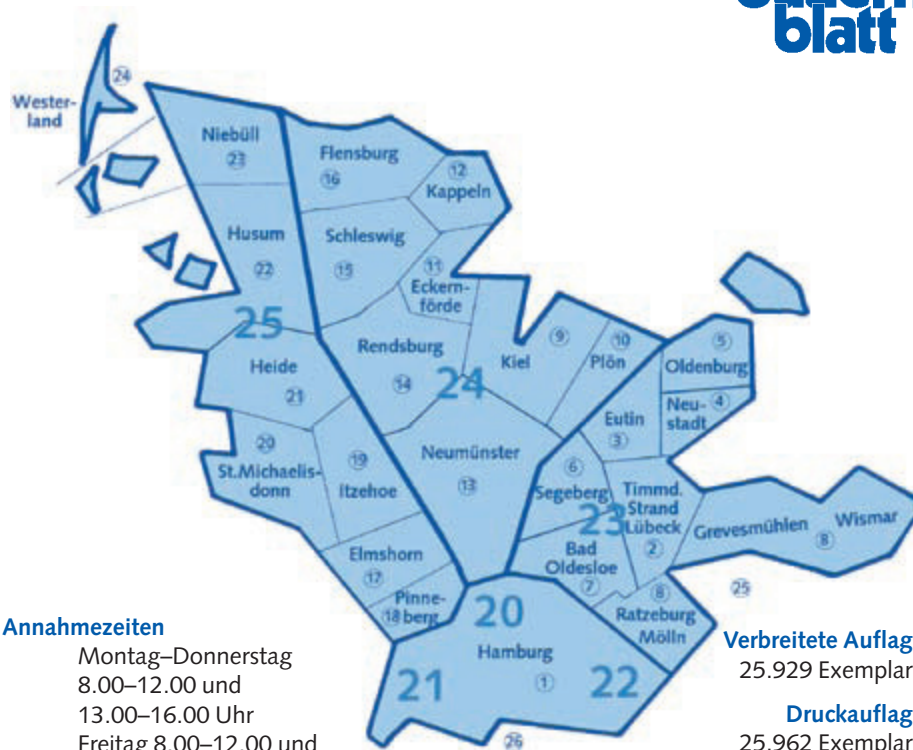 blatt
24
Wester-
land
Niebüll
23
Flensburg
16
12
Kappeln
Husum
22
Schleswig
15
11
Eckern-
förde
25
Heide
21
Rendsburg
14
24
Kiel
9
10
Plön
5
Oldenburg
Neu-
stadt
4
Eutin
3
20
St.Michaelis-
donn
19
Itzehoe
Neumünster
13
6
Segeberg
23
Timmd.
Strand
Lübeck
2
Grevesmühlen
8
Wismar
Elmshorn
17
Bad
Oldesloe
7
Pinne-
18 berg
8
Ratzeburg
Mölln
25
20
Hamburg
1
21
22
26
Annahmezeiten
Montag–Donnerstag
8.00–12.00 und
13.00–16.00 Uhr
Freitag 8.00–12.00 und
Verbreitete Auflag
25.929 Exemplar
Druckauflag
25.962 Exemplar